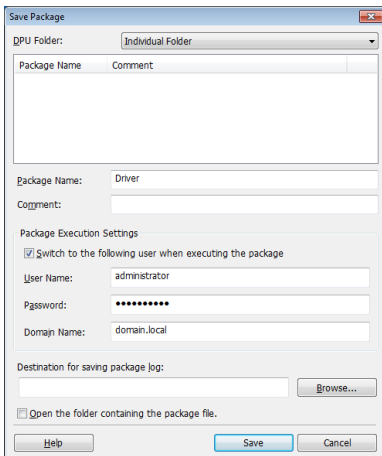 Save Package
DPU Folder: Individual Folder
Package Name Comment
Package Name: Driver
Comment:
Package Execution Settings
Switch to the following user when executing the package
User Name: administrator
Password: ••••••••••
Domain Name: domain.local
Destination for saving package log:
Browse...
Open the folder containing the package file.
Help Save Cancel